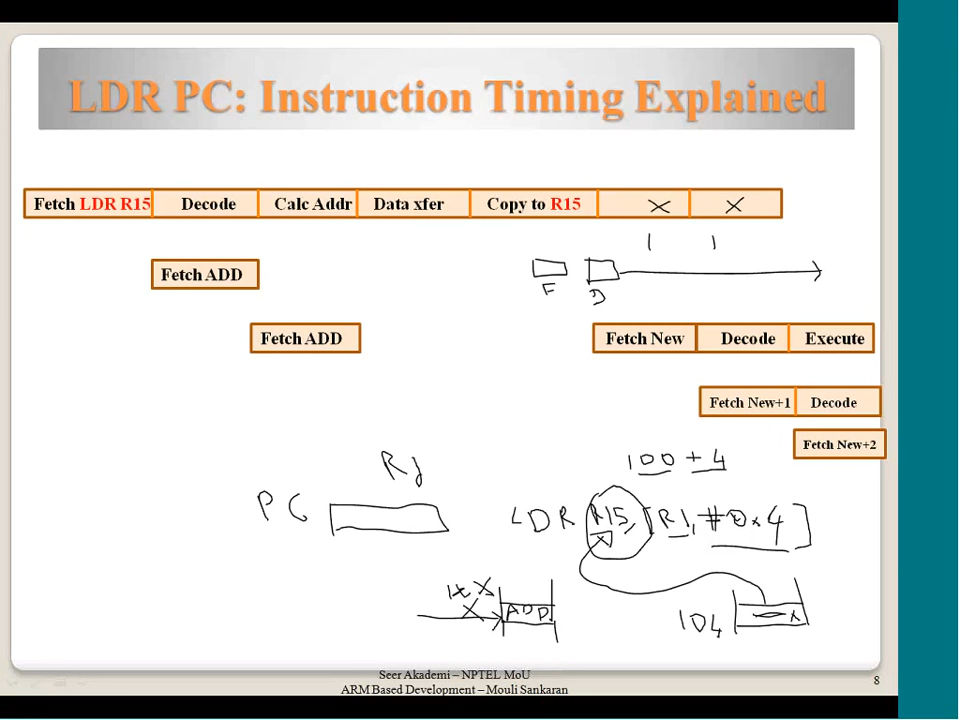 LDR PC: Instruction Timing Explained
Fetch LDR R15 Decode Calc Addr Data xfer Copy to R15 X X
Fetch ADD
F D
Fetch ADD Fetch New Decode Execute
Fetch New+1 Decode
Fetch New+2
100 + 4
PC
LDR R15, [R1, #0x4]
ADD
104 X
Seer Akademi – NPTEL MoU
ARM Based Development – Mouli Sankaran
8